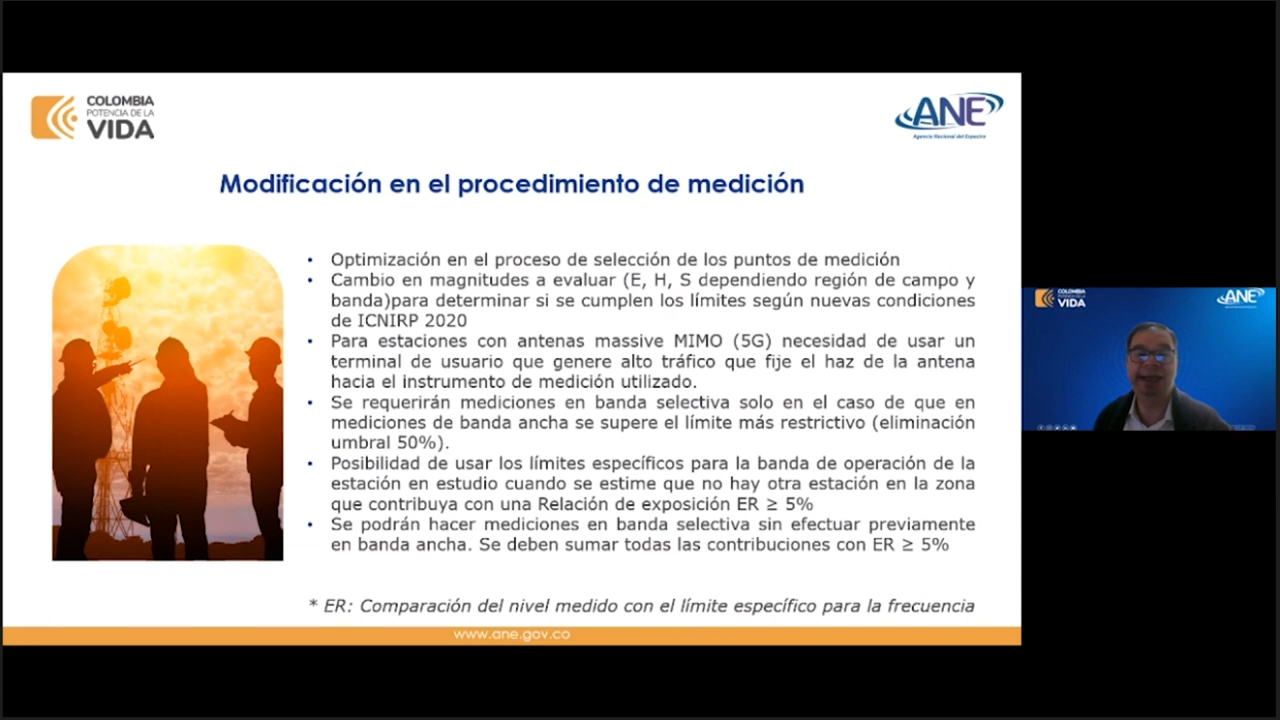 COLOMBIA
POTENCIA DE LA
VIDA
ANE
Agencia Nacional del Espectro
Modificación en el procedimiento de medición
• Optimización en el proceso de selección de los puntos de medición
• Cambio en magnitudes a evaluar (E, H, S dependiendo región de campo y
banda)para determinar si se cumplen los límites según nuevas condiciones
de ICNIRP 2020
• Para estaciones con antenas massive MIMO (5G) necesidad de usar un
terminal de usuario que genere alto tráfico que fije el haz de la antena
hacia el instrumento de medición utilizado.
• Se requerirán mediciones en banda selectiva solo en el caso de que en
mediciones de banda ancha se supere el límite más restrictivo (eliminación
umbral 50%).
• Posibilidad de usar los límites específicos para la banda de operación de la
estación en estudio cuando se estime que no hay otra estación en la zona
que contribuya con una Relación de exposición ER ≥ 5%
• Se podrán hacer mediciones en banda selectiva sin efectuar previamente
en banda ancha. Se deben sumar todas las contribuciones con ER ≥ 5%
* ER: Comparación del nivel medido con el límite específico para la frecuencia
www.ane.gov.co
COLOMBIA
POTENCIA DE LA
VIDA
ANE